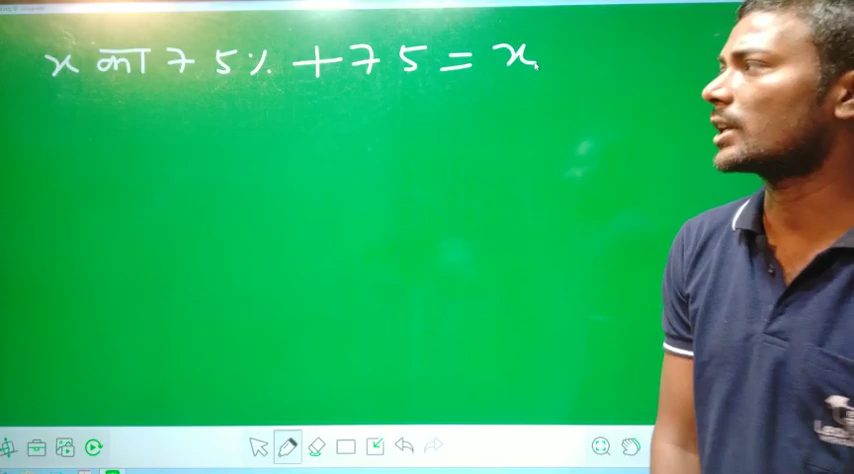 x का 75% + 75 = x